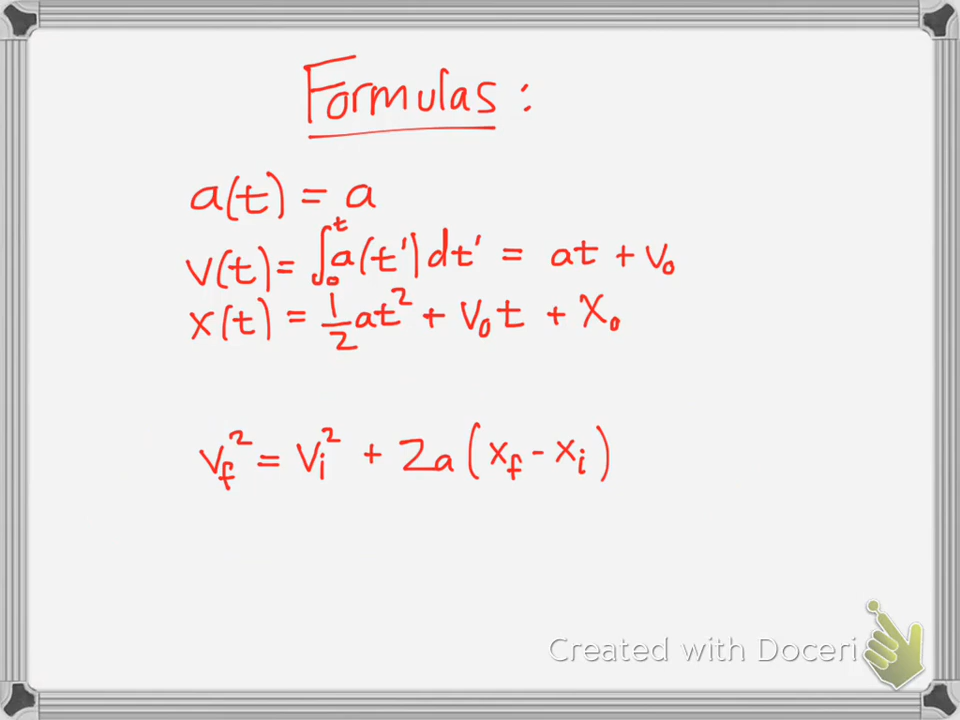 Formulas:
a(t) = a
v(t) = ∫₀ᵗ a(t')dt' = at + v₀
x(t) = ½at² + v₀t + x₀
v_f² = v_i² + 2a(x_f - x_i)
Created with Doceri